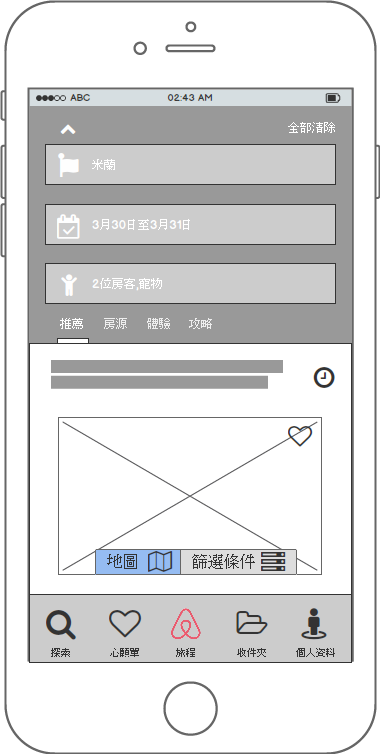 ABC 02:43 AM
全部清除
米蘭
3月30日至3月31日
2位房客,寵物
推薦 房源 體驗 攻略
地圖 篩選條件
探索 心願單 旅程 收件夾 個人資料